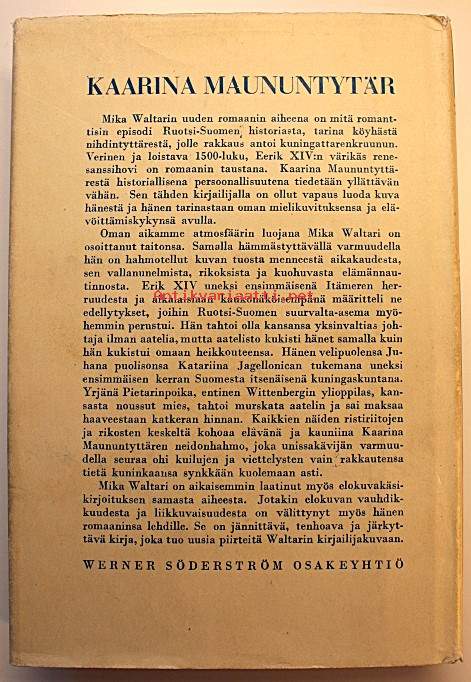 KAARINA MAUNUNTYTÄR
Mika Waltarin uuden romaanin aiheena on mitä romant-
tisin episodi Ruotsi-Suomen historiasta, tarina köyhästä
nihdintyttärestä, jolle rakkaus antoi kuningattarenkruunun.
Verinen ja loistava 1500-luku, Eerik XIV:n värikäs rene-
sanssihovi on romaanin taustana. Kaarina Maununtyttä-
restä historiallisena persoonallisuutena tiedetään yllättävän
vähän. Sen tähden kirjailijalla on ollut vapaus luoda kuva
hänestä ja hänen tarinastaan oman mielikuvituksensa ja elä-
vöittämiskykynsä avulla.
Oman aikamme atmosfäärin luojana Mika Waltari on
osoittanut taitonsa. Samalla hämmästyttävällä varmuudella
hän on hahmotellut kuvan tuosta menneestä aikakaudesta,
sen vallanunelmista, rikoksista ja kuohuvasta elämännau-
tinnosta. Erik XIV uneksi ensimmäisenä Itämeren her-
ruudesta ja aikalaisiaan kaukonäköisempänä määritteli ne
antikvariaatti.net
edellytykset, joihin Ruotsi-Suomen suurvalta-asema myö-
hemmin perustui. Hän tahtoi olla kansansa yksinvaltias joh-
taja ilman aatelia, mutta aatelisto kukisti hänet samalla kuin
hän kukistui omaan heikkouteensa. Hänen velipuolensa Ju-
hana puolisonsa Katariina Jagellonican tukemana uneksi
ensimmäisen kerran Suomesta itsenäisenä kuningaskuntana.
Yrjänä Pietarinpoika, entinen Wittenbergin ylioppilas, kan-
sasta noussut mies, tahtoi murskata aatelin ja sai maksaa
haaveestaan katkeran hinnan. Kaikkien näiden ristiriitojen
ja rikosten keskeltä kohoaa elävänä ja kauniina Kaarina
Maununtyttären neidonhahmo, joka unissakävijän varmuu-
della seuraa ohi kuilujen ja viettelysten vain rakkautensa
tietä kuninkaansa synkkään kuolemaan asti.
Mika Waltari on aikaisemmin laatinut myös elokuvakäsi-
kirjoituksen samasta aiheesta. Jotakin elokuvan vauhdik-
kuudesta ja liikkuvaisuudesta on välittynyt myös hänen
romaaninsa lehdille. Se on jännittävä, tenhoava ja järkyt-
tävä kirja, joka tuo uusia piirteitä Waltarin kirjailijakuvaan.
WERNER SÖDERSTRÖM OSAKEYHTIÖ